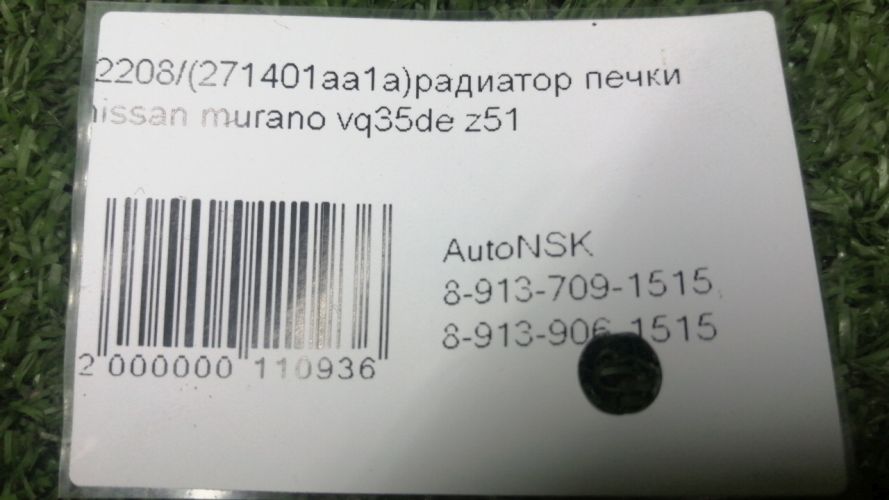 2208/(271401aa1a)радиатор печки
nissan murano vq35de z51
AutoNSK
8-913-709-1515
8-913-906-1515
2 000000 110936